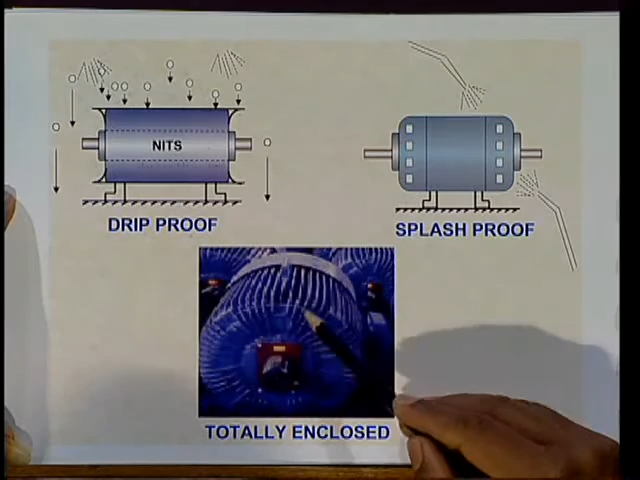 NITS
DRIP PROOF
SPLASH PROOF
TOTALLY ENCLOSED